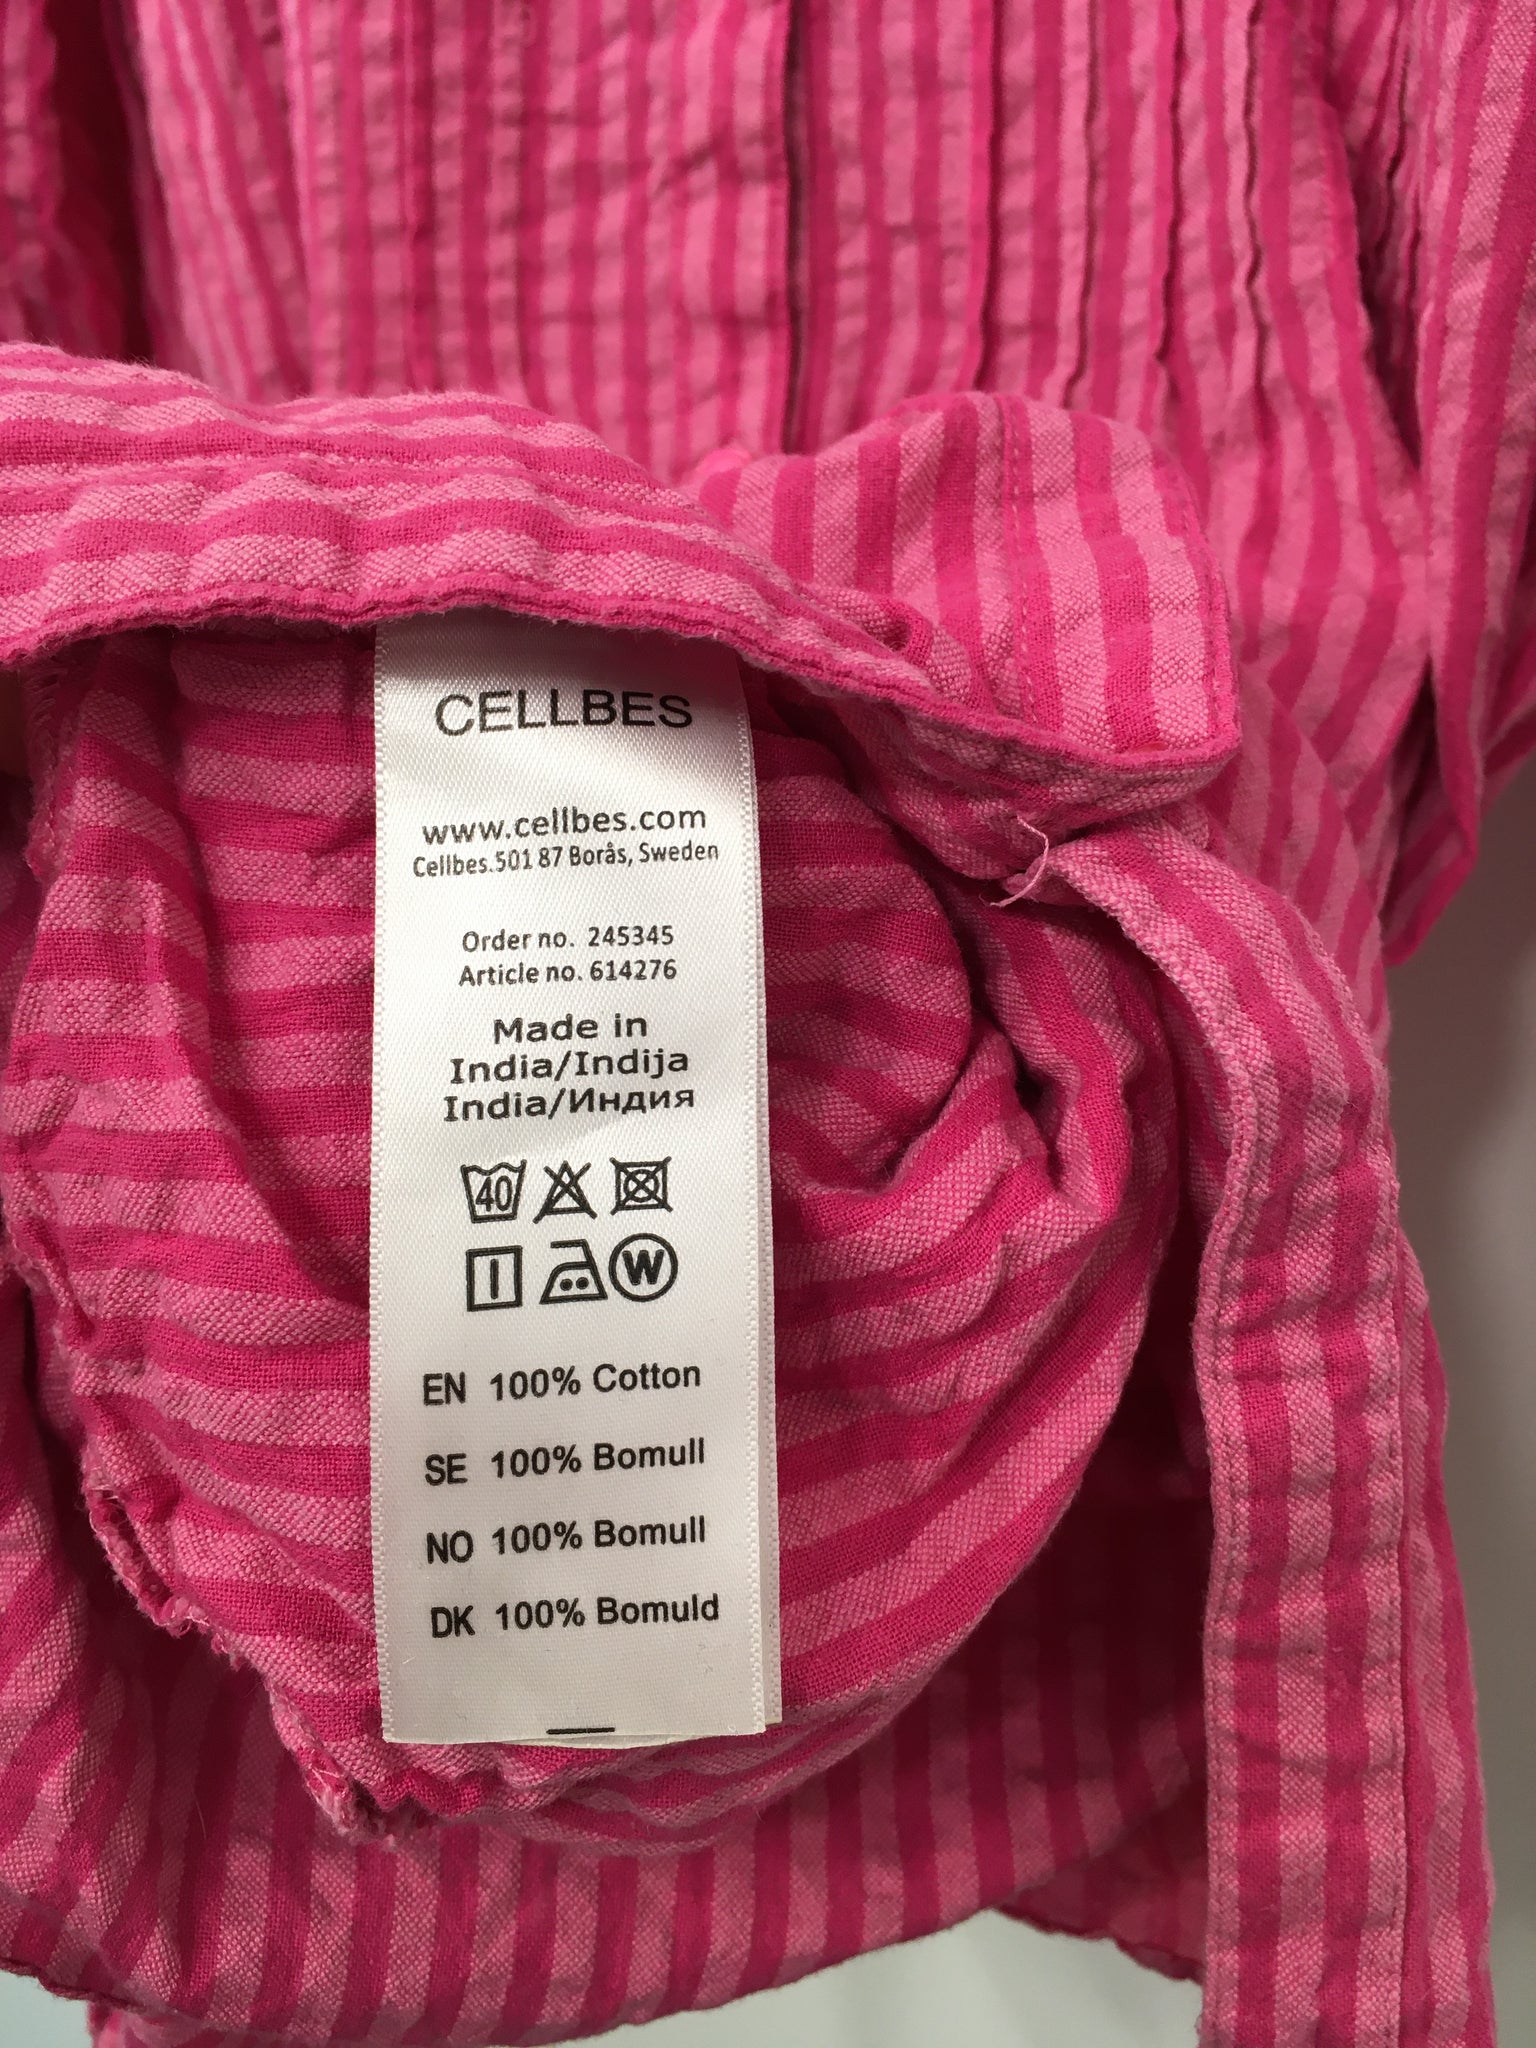 CELLBES
www.cellbes.com
Cellbes.501 87 Borås, Sweden
Order no. 245345
Article no. 614276
Made in
India/Indija
India/Индия
40
W
EN 100% Cotton
SE 100% Bomull
NO 100% Bomull
DK 100% Bomuld